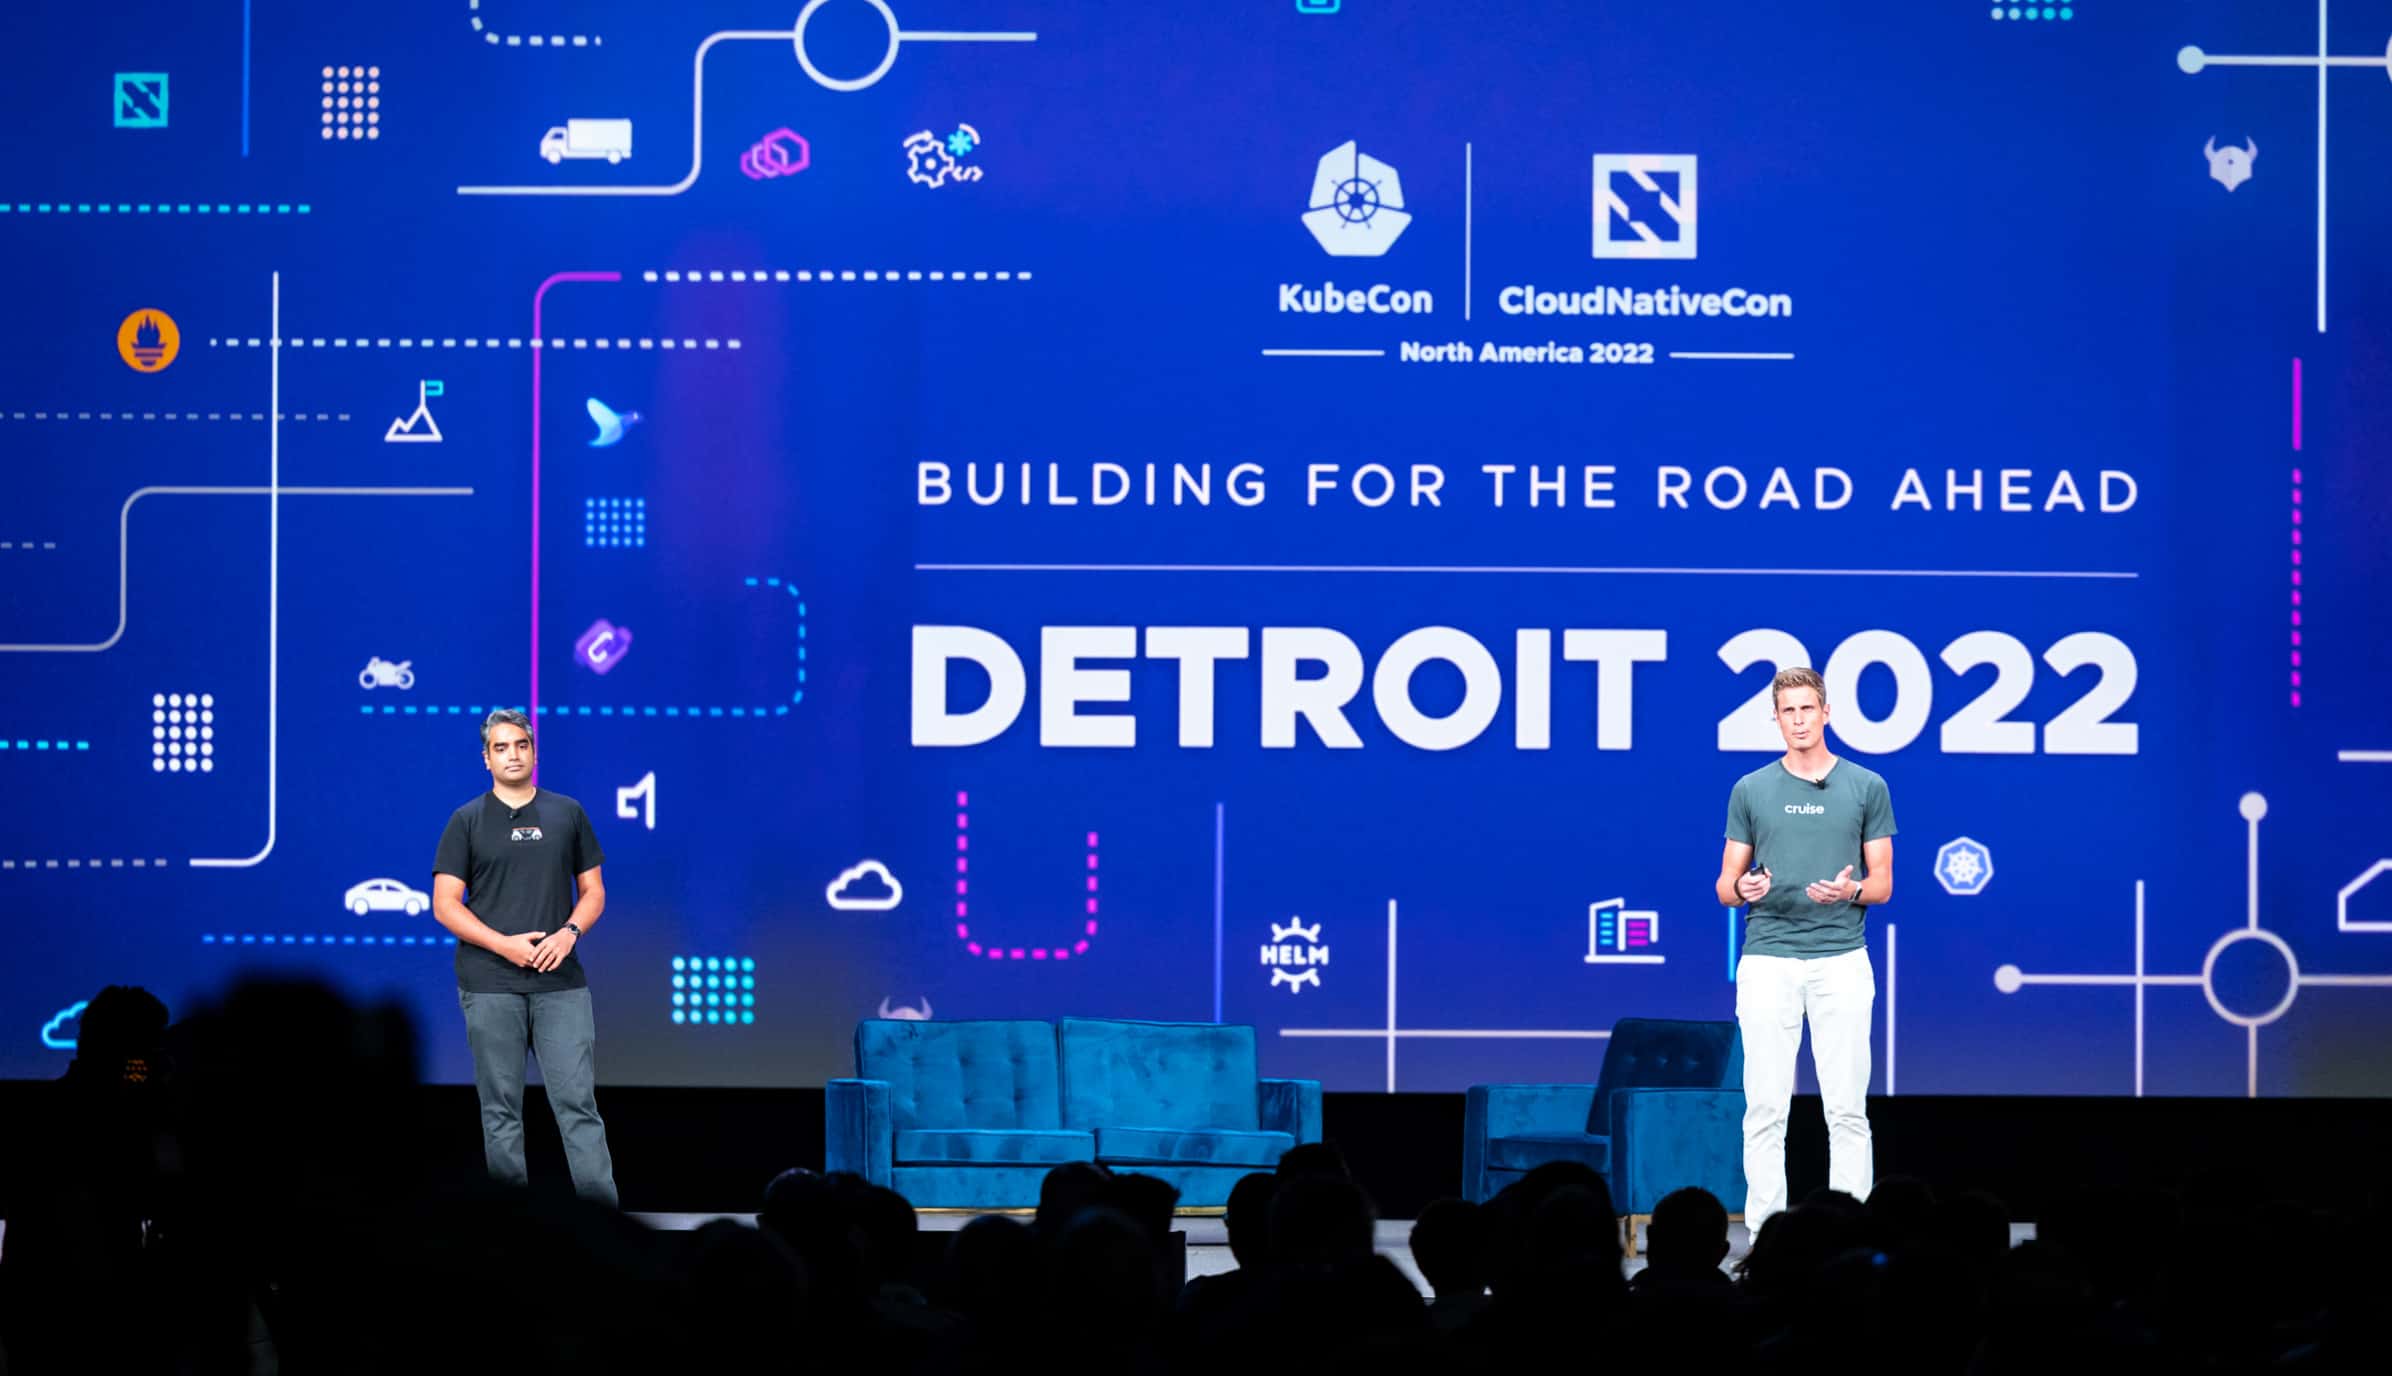 KubeCon
CloudNativeCon
North America 2022
BUILDING FOR THE ROAD AHEAD
DETROIT 2022
cruise
HELM